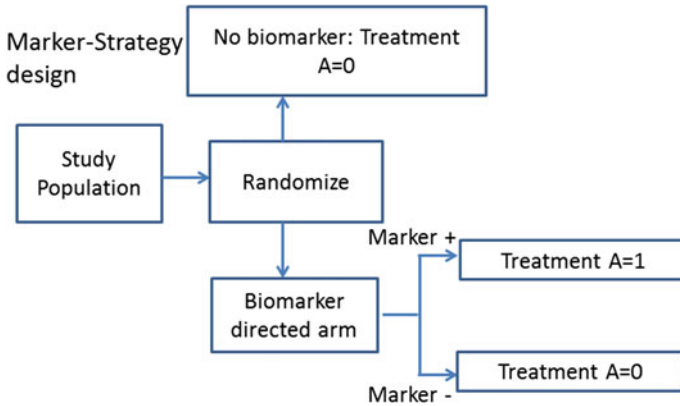 Marker-Strategy
design
No biomarker: Treatment
A=0
Study
Population
Randomize
Marker +
Treatment A=1
Biomarker
directed arm
Treatment A=0
Marker -